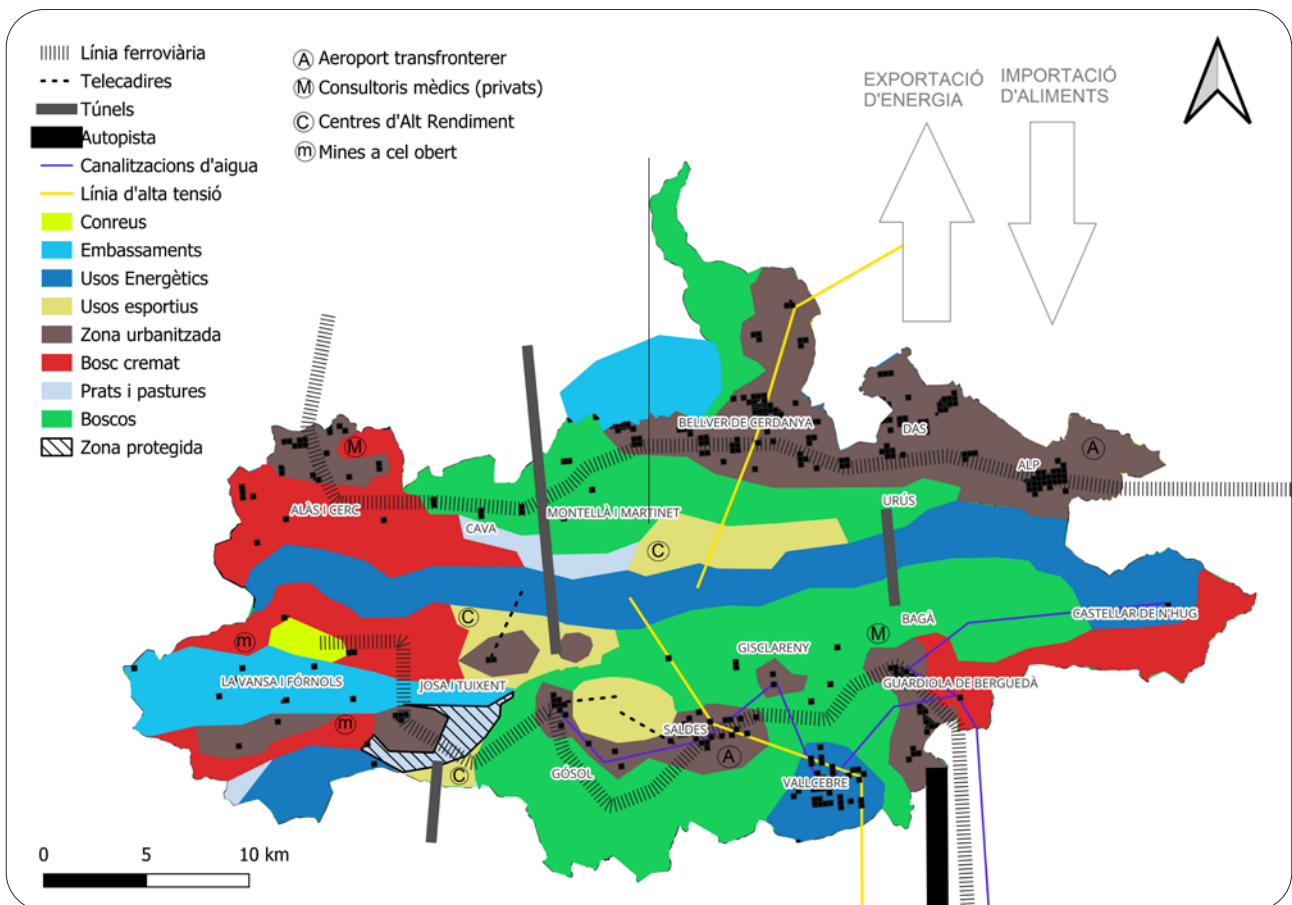 Línia ferroviària
Telecadires
Túnels
Autopista
Canalitzacions d'aigua
Línia d'alta tensió
Conreus
Embassaments
Usos Energètics
Usos esportius
Zona urbanitzada
Bosc cremat
Prats i pastures
Boscos
Zona protegida
A Aeroport transfronterer
M Consultoris mèdics (privats)
C Centres d'Alt Rendiment
m Mines a cel obert
EXPORTACIÓ
D'ENERGIA
IMPORTACIÓ
D'ALIMENTS
BELLVER DE CERDANYA
DAS
M
A
ALP
URÚS
ALÀS I CERC
MONTELLÀ I MARTINET
CAVA
C
CASTELLAR DE N'HUG
BAGÀ
C
M
m
GISCLARENY
LA VANSA I FÓRNOLS
JOSA I TUIXENT
GUARDIOLA DE BERGUEDÀ
m
SALDES
A
GÓSOL
C
VALLCEBRE
0 5 10 km